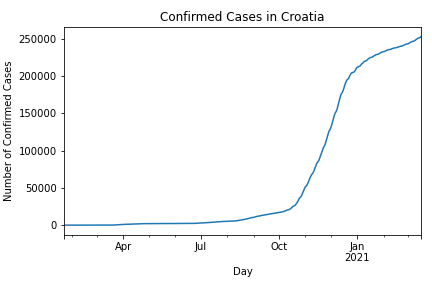 Confirmed Cases in Croatia
Number of Confirmed Cases
250000
200000
150000
100000
50000
0
Apr
Jul
Oct
Jan
2021
Day